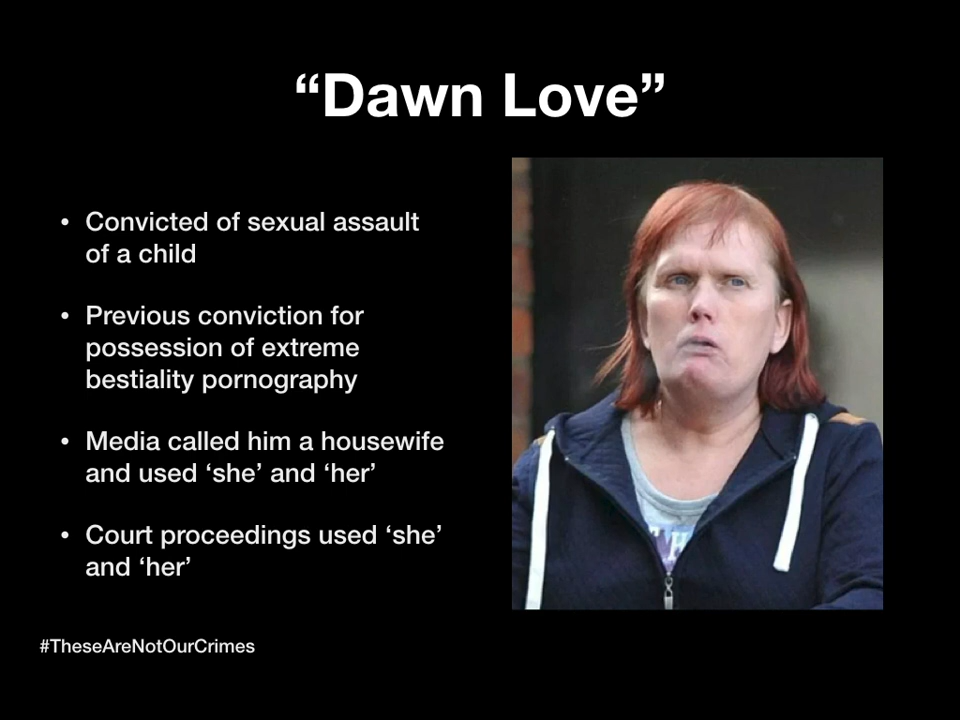 “Dawn Love”
• Convicted of sexual assault
of a child
• Previous conviction for
possession of extreme
bestiality pornography
• Media called him a housewife
and used ‘she’ and ‘her’
• Court proceedings used ‘she’
and ‘her’
#TheseAreNotOurCrimes